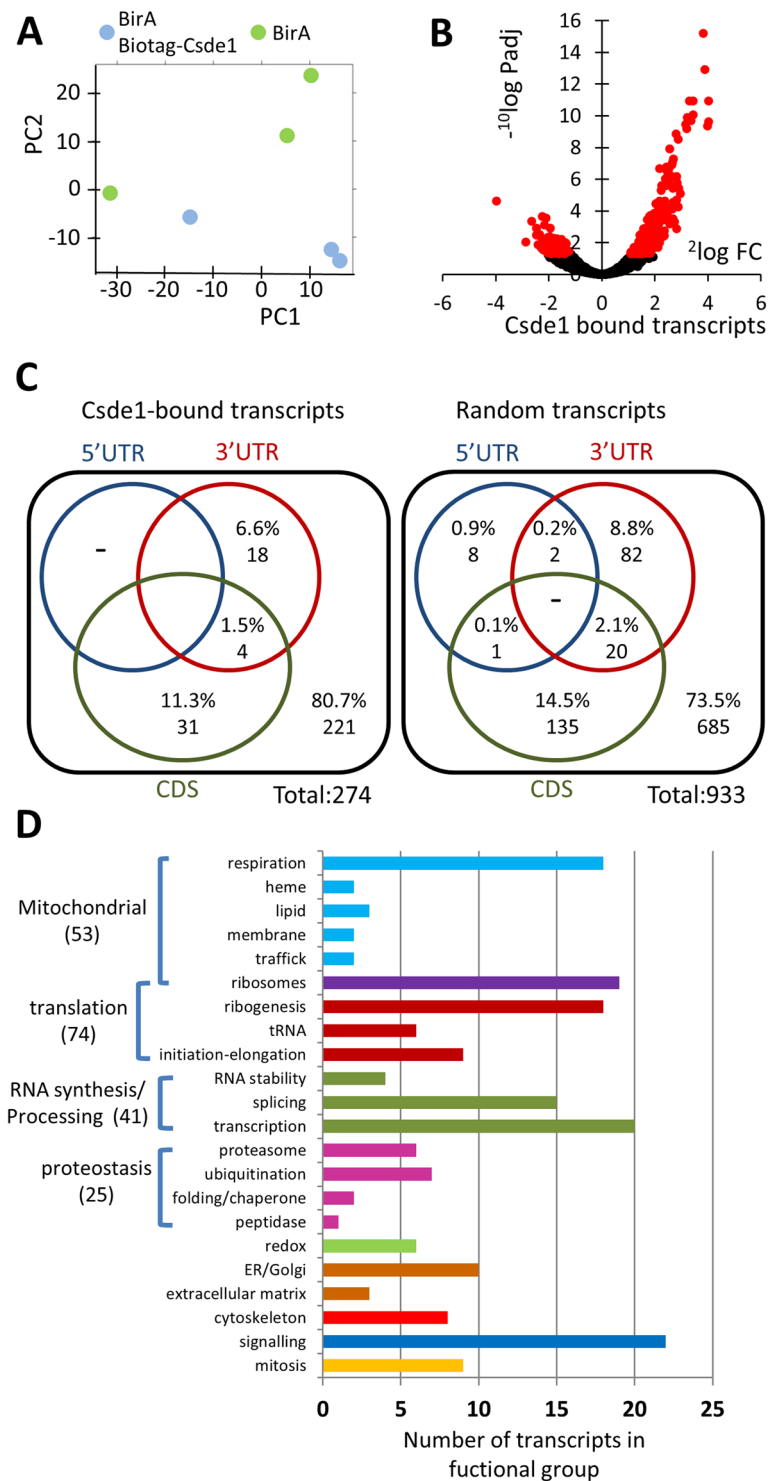 A
BirA
Biotag-Csde1
BirA
PC2
20
10
0
-10
-30
-20
-10
0
10
PC1
B
-10log Padj
16
14
12
10
8
6
4
2
0
2log FC
-6
-4
-2
0
2
4
6
Csde1 bound transcripts
C
Csde1-bound transcripts
5’UTR
3’UTR
-
6.6%
18
1.5%
4
11.3%
31
80.7%
221
CDS
Total:274
Random transcripts
5’UTR
3’UTR
0.9%
8
0.2%
2
8.8%
82
-
0.1%
1
2.1%
20
14.5%
135
73.5%
685
CDS
Total:933
D
Mitochondrial
(53)
translation
(74)
RNA synthesis/
Processing (41)
proteostasis
(25)
respiration
heme
lipid
membrane
traffick
ribosomes
ribogenesis
tRNA
initiation-elongation
RNA stability
splicing
transcription
proteasome
ubiquitination
folding/chaperone
peptidase
redox
ER/Golgi
extracellular matrix
cytoskeleton
signalling
mitosis
0 5 10 15 20 25
Number of transcripts in
fuctional group